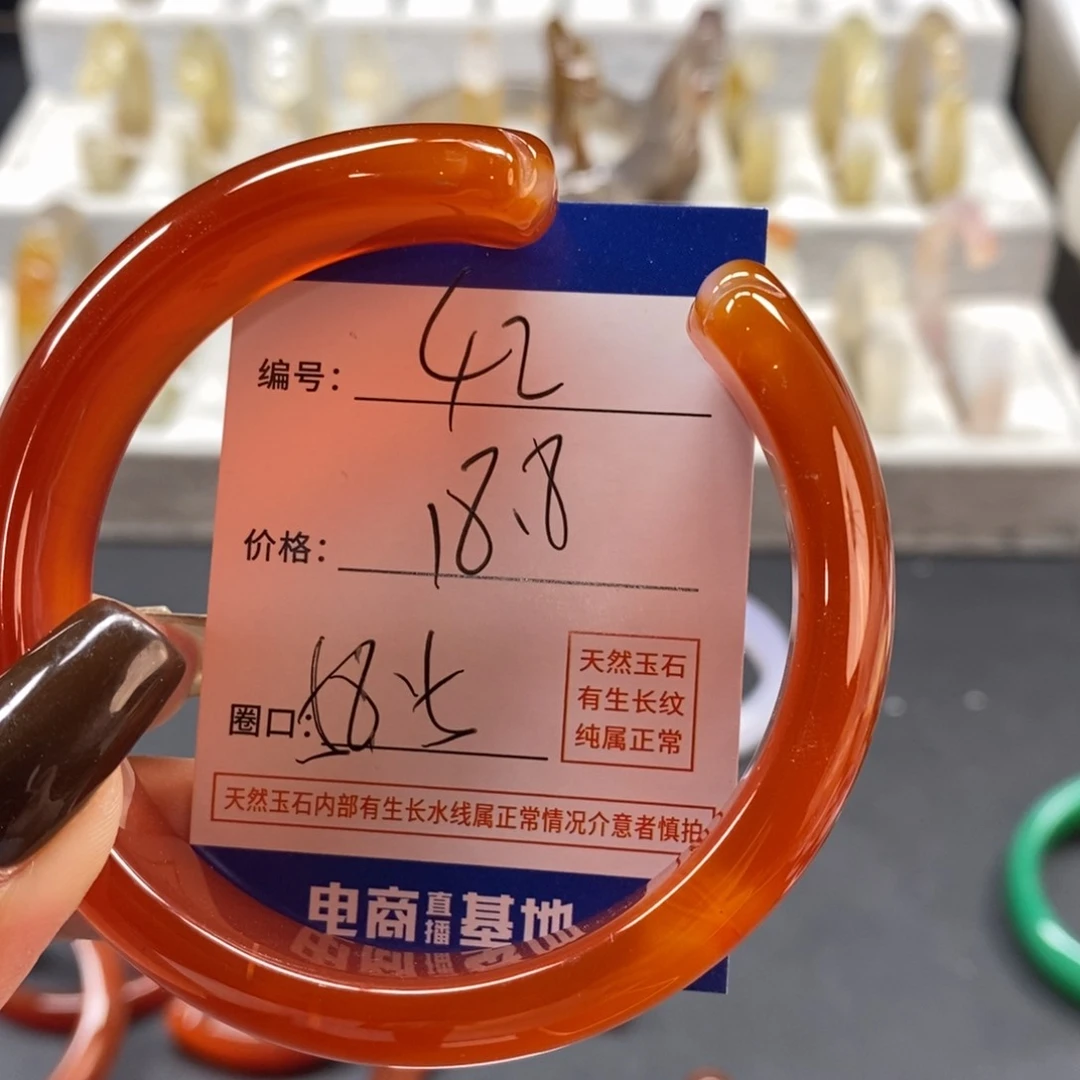 编号: 42
价格: 18.8
圈口:
天然玉石
有生长纹
纯属正常
天然玉石内部有生长水线属正常情况介意者慎拍
电商直播基地